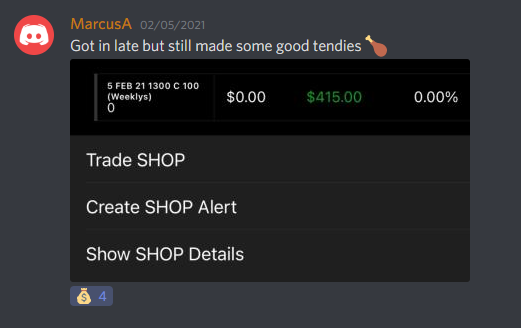 MarcusA 02/05/2021
Got in late but still made some good tendies 🍗
5 FEB 21 1300 C 100
(Weeklys)
0 $0.00 $415.00 0.00%
Trade SHOP
Create SHOP Alert
Show SHOP Details
💰 4